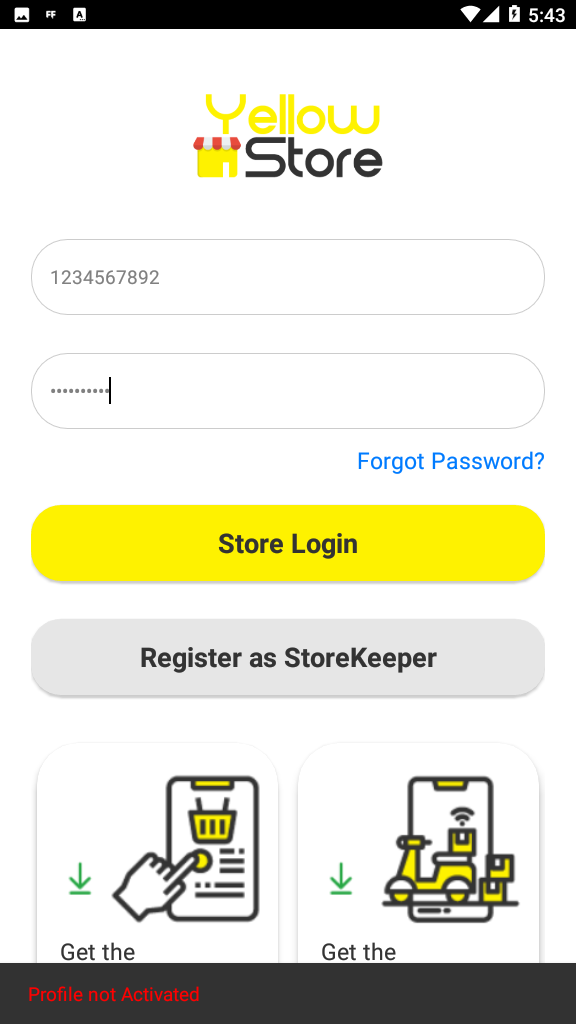 5:43
Yellow
Store
1234567892
••••••••••
Forgot Password?
Store Login
Register as StoreKeeper
Get the
Get the
Profile not Activated